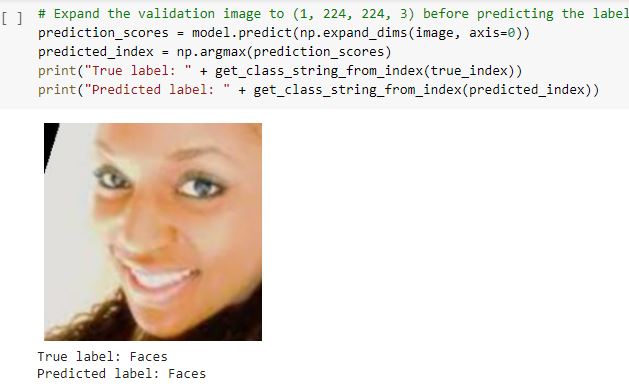 [ ] # Expand the validation image to (1, 224, 224, 3) before predicting the label
prediction_scores = model.predict(np.expand_dims(image, axis=0))
predicted_index = np.argmax(prediction_scores)
print("True label: " + get_class_string_from_index(true_index))
print("Predicted label: " + get_class_string_from_index(predicted_index))
True label: Faces
Predicted label: Faces